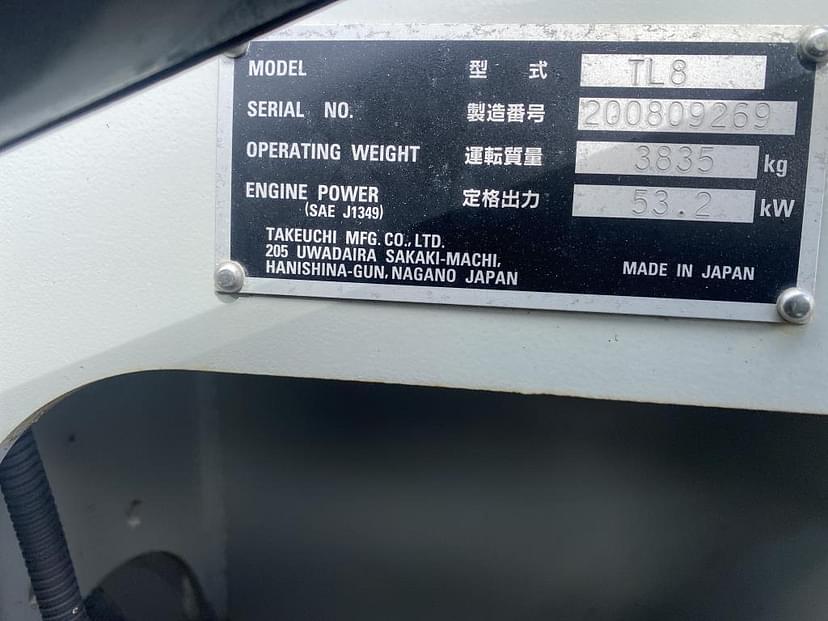 MODEL 型 式 TL8
SERIAL NO. 製造番号 200809269
OPERATING WEIGHT 運転質量 3835 kg
ENGINE POWER 定格出力 53.2 kW
(SAE J1349)
TAKEUCHI MFG. CO., LTD.
205 UWADAIRA SAKAKI-MACHI,
HANISHINA-GUN, NAGANO JAPAN
MADE IN JAPAN